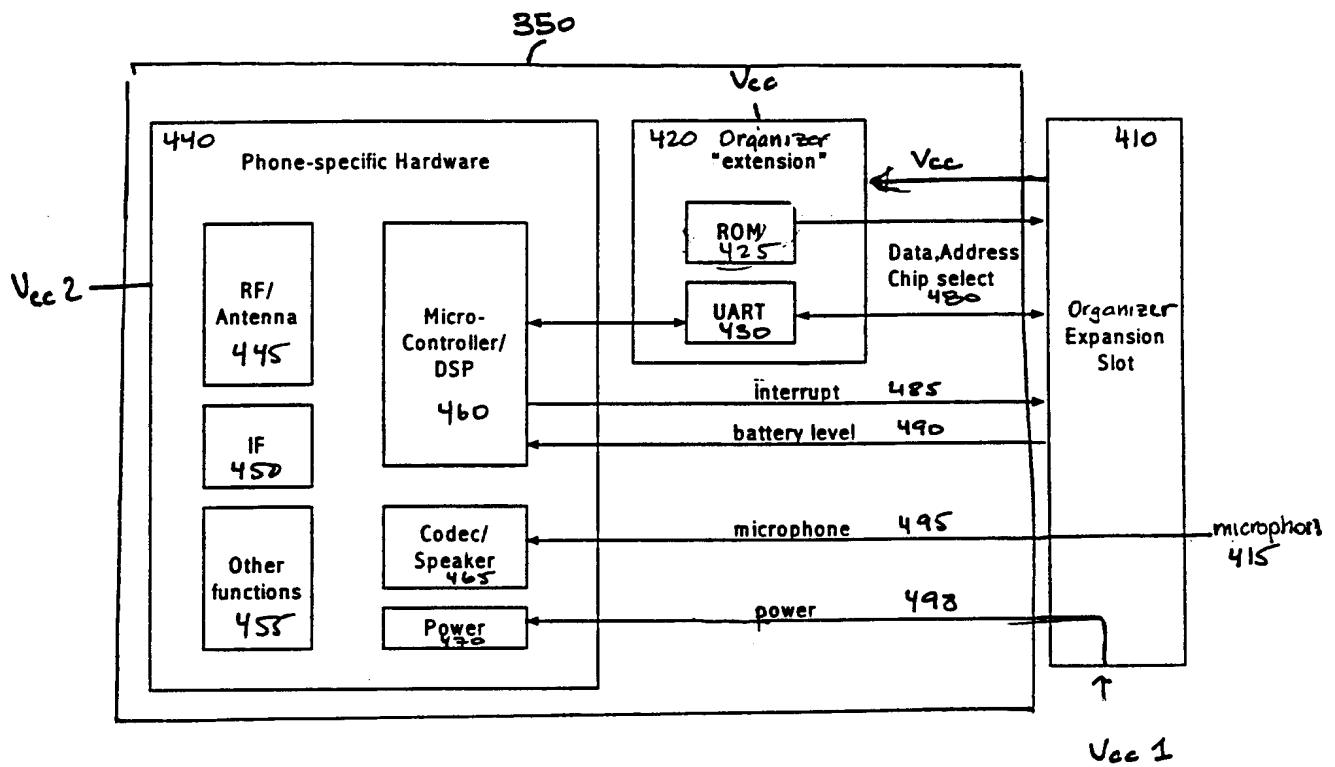 350
Vcc
440
Phone-specific Hardware
420 Organizer
"extension"
410
Vcc
ROM
425
Data,Address
Chip select
480
Vcc 2
RF/
Antenna
445
Micro-
Controller/
DSP
460
UART
430
Organizer
Expansion
Slot
interrupt 485
battery level 490
IF
450
Codec/
Speaker
465
microphone 495
microphone
415
Other
functions
455
Power
470
power 498
Vcc 1